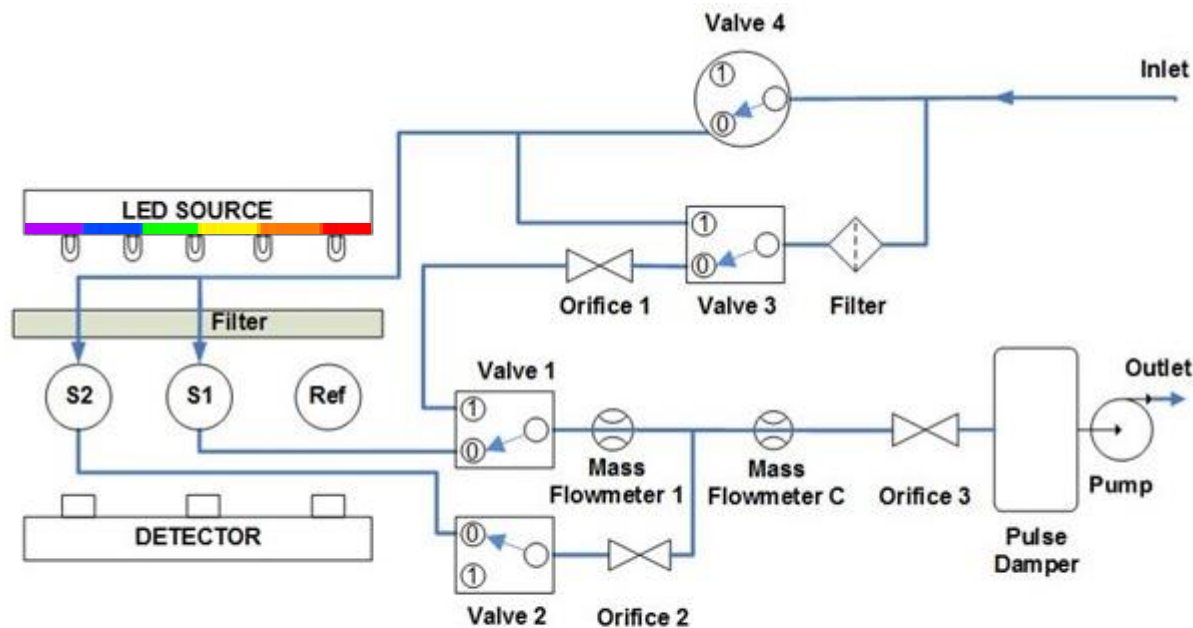 Valve 4
Inlet
1
0
LED SOURCE
1
0
Orifice 1
Valve 3
Filter
Filter
S2
S1
Ref
Valve 1
1
0
Mass
Flowmeter 1
Mass
Flowmeter C
Orifice 3
Outlet
Pump
Pulse
Damper
DETECTOR
0
1
Valve 2
Orifice 2